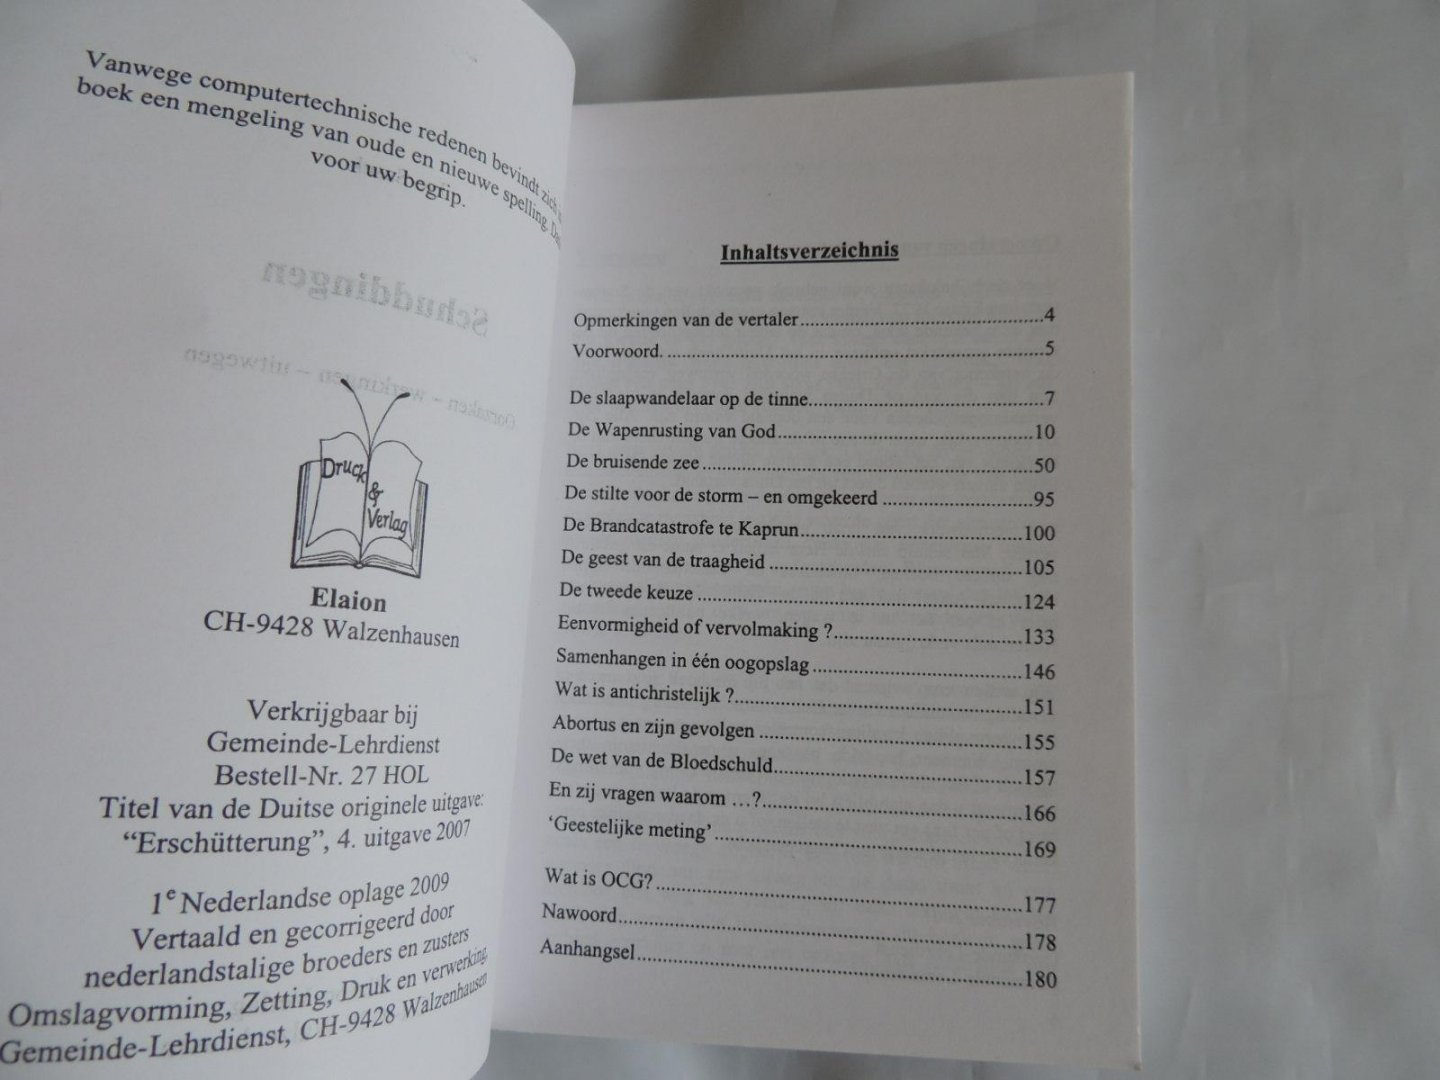 Vanwege computertechnische redenen bevindt zich
boek een mengeling van oude en nieuwe spelling.
voor uw begrip.
Schuddingen
Oorzaken – werkingen – uitwegen
Druck
&
Verlag
Elaion
CH-9428 Walzenhausen
Verkrijgbaar bij
Gemeinde-Lehrdienst
Bestell-Nr. 27 HOL
Titel van de Duitse originele uitgave:
“Erschütterung”, 4. uitgave 2007
1e Nederlandse oplage 2009
Vertaald en gecorrigeerd door
nederlandstalige broeders en zusters
Omslagvorming, Zetting, Druk en verwerking,
Gemeinde-Lehrdienst, CH-9428 Walzenhausen
Inhaltsverzeichnis
Opmerkingen van de vertaler....................4
Voorwoord. ....................5
De slaapwandelaar op de tinne....................7
De Wapenrusting van God....................10
De bruisende zee ....................50
De stilte voor de storm – en omgekeerd ....................95
De Brandcatastrofe te Kaprun....................100
De geest van de traagheid ....................105
De tweede keuze ....................124
Eenvormigheid of vervolmaking ?....................133
Samenhangen in één oogopslag ....................146
Wat is antichristelijk ?....................151
Abortus en zijn gevolgen ....................155
De wet van de Bloedschuld....................157
En zij vragen waarom …?....................166
‘Geestelijke meting’ ....................169
Wat is OCG? ....................177
Nawoord....................178
Aanhangsel....................180